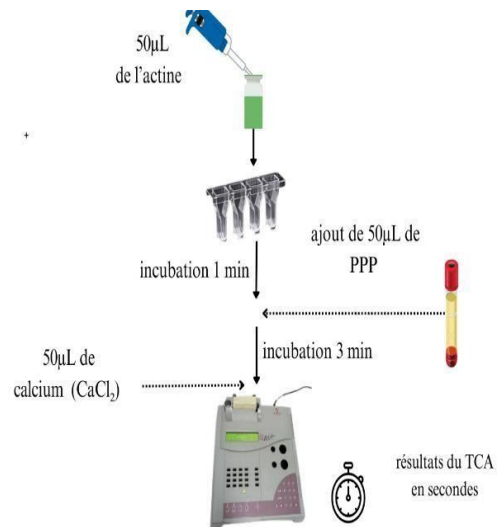 50µL
de l'actine
+
ajout de 50µL de
PPP
incubation 1 min
incubation 3 min
50µL de
calcium (CaCl₂)
résultats du TCA
en secondes